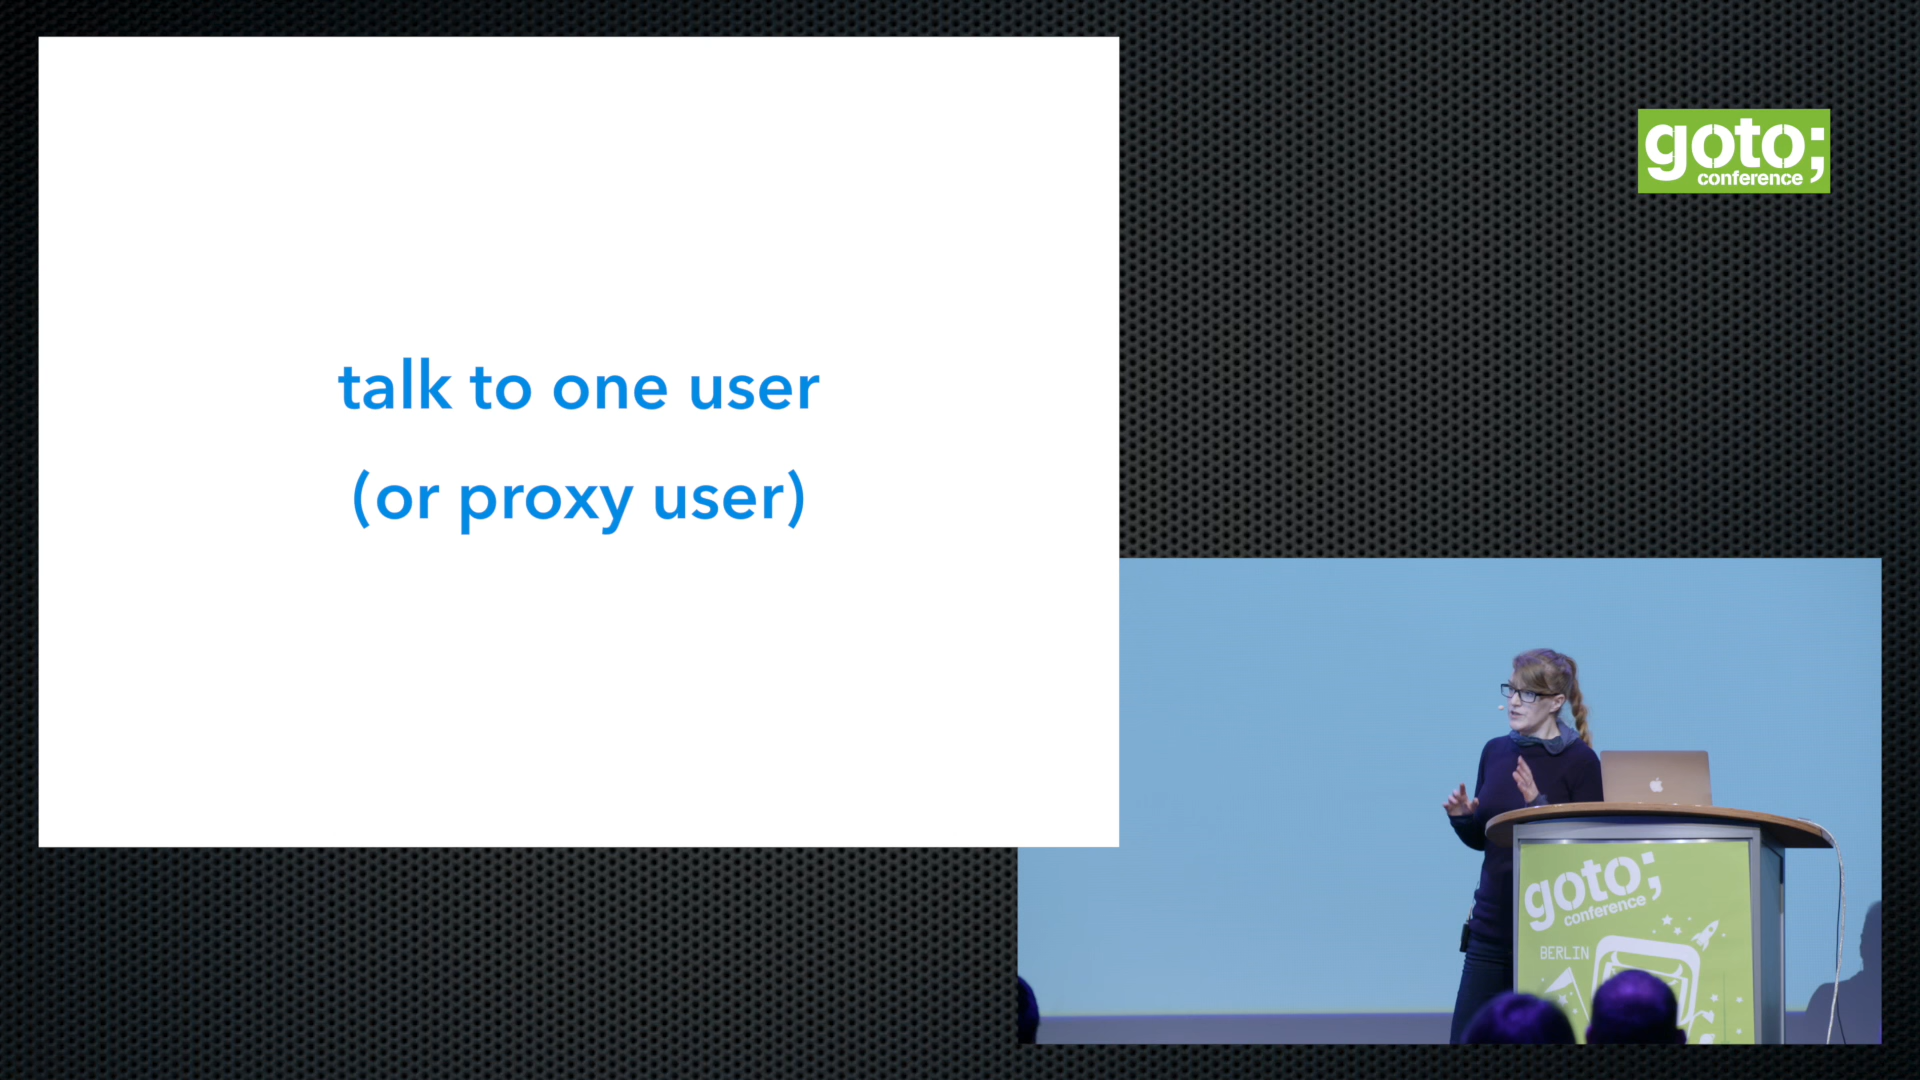 talk to one user
(or proxy user)
goto;
conference
goto;
conference
BERLIN